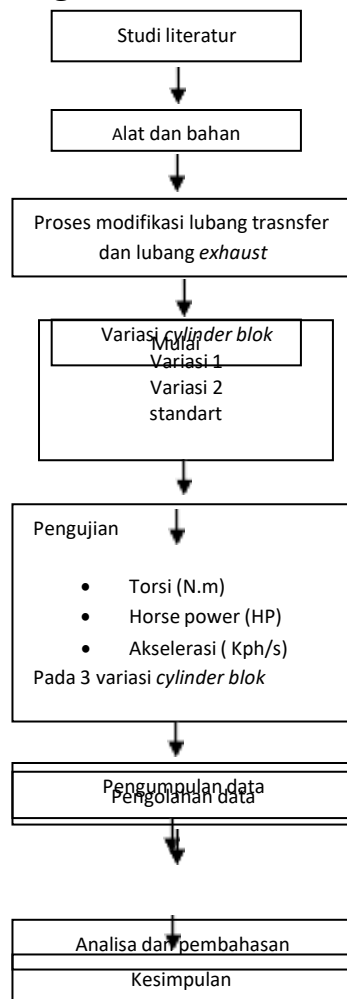 Studi literatur
Alat dan bahan
Proses modifikasi lubang trasnsfer
dan lubang exhaust
Variasi cylinder blok
Mulai
Variasi 1
Variasi 2
standart
Pengujian
• Torsi (N.m)
• Horse power (HP)
• Akselerasi ( Kph/s)
Pada 3 variasi cylinder blok
Pengumpulan data
Pengolahan data
Analisa dan pembahasan
Kesimpulan